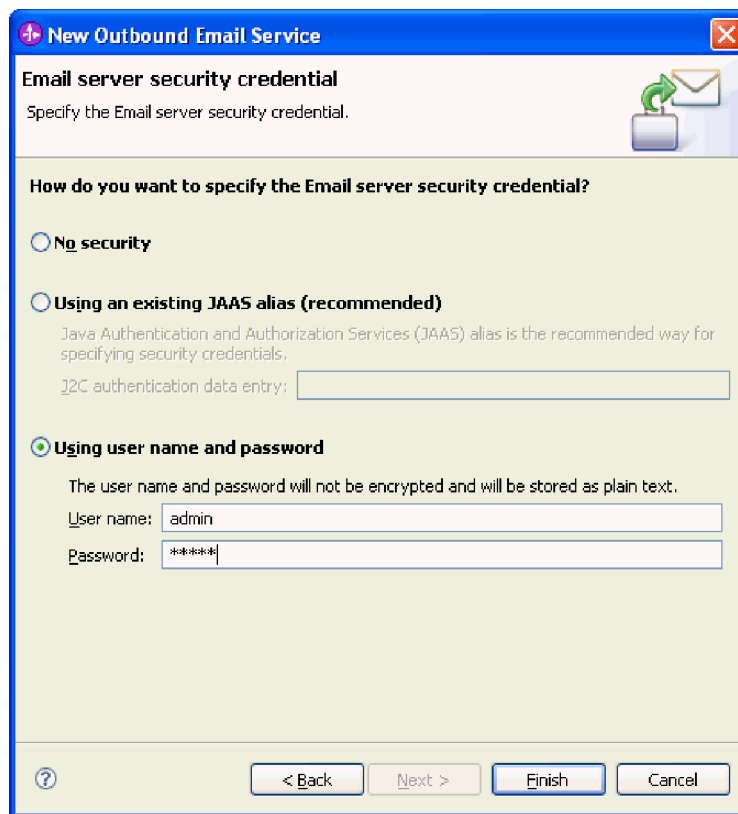 New Outbound Email Service
Email server security credential
Specify the Email server security credential.
How do you want to specify the Email server security credential?
No security
Using an existing JAAS alias (recommended)
Java Authentication and Authorization Services (JAAS) alias is the recommended way for
specifying security credentials.
J2C authentication data entry:
Using user name and password
The user name and password will not be encrypted and will be stored as plain text.
User name: admin
Password: *****
? < Back Next > Finish Cancel